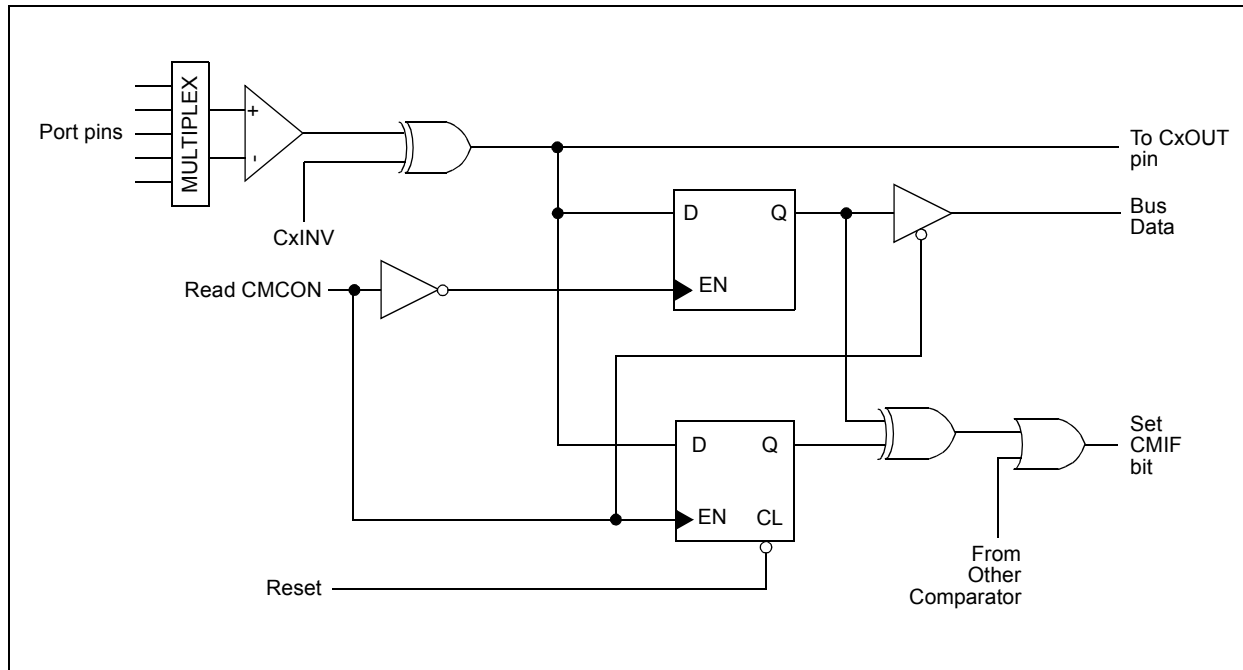 Port pins
MULTIPLEX
+
-
CxINV
To CxOUT
pin
D
Q
EN
Bus
Data
Read CMCON
D
Q
EN
CL
Set
CMIF
bit
From
Other
Comparator
Reset